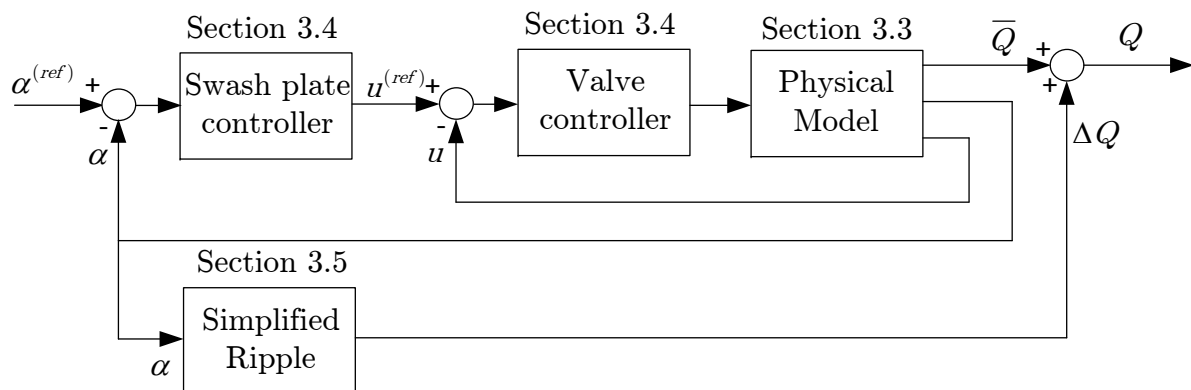 Section 3.4
Section 3.4
Section 3.3
Q̅
Q
α^(ref)
+
Swash plate
controller
u^(ref)
+
Valve
controller
Physical
Model
+
+
-
α
-
u
ΔQ
Section 3.5
Simplified
Ripple
α